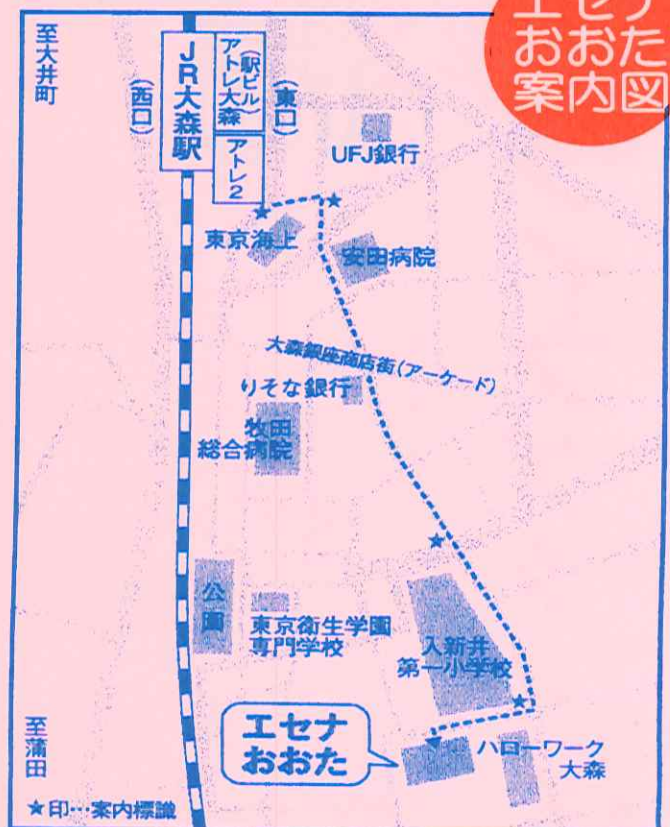 エセナ
おおた
案内図
至大井町
(西口)
JR大森駅
(駅ビル)
アトレ大森
アトレ2
(東口)
UFJ銀行
東京海上
安田病院
大森銀座商店街(アーケード)
りそな銀行
牧田
総合病院
公園
東京衛生学園
専門学校
入新井
第一小学校
エセナ
おおた
ハローワーク
大森
至蒲田
★印…案内標識